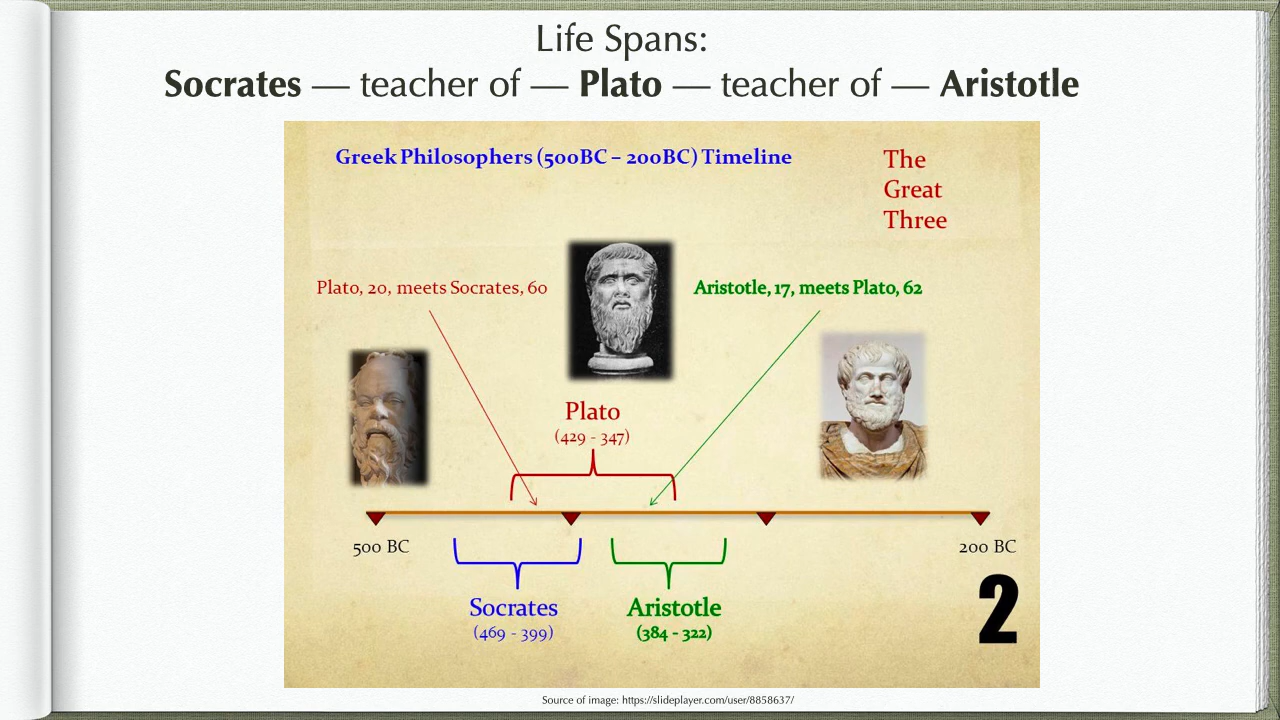 Life Spans:
Socrates — teacher of — Plato — teacher of — Aristotle
Greek Philosophers (500BC – 200BC) Timeline
The
Great
Three
Plato, 20, meets Socrates, 60
Aristotle, 17, meets Plato, 62
Plato
(429 - 347)
500 BC
200 BC
Socrates
(469 - 399)
Aristotle
(384 - 322)
2
Source of image: https://slideplayer.com/user/8858637/